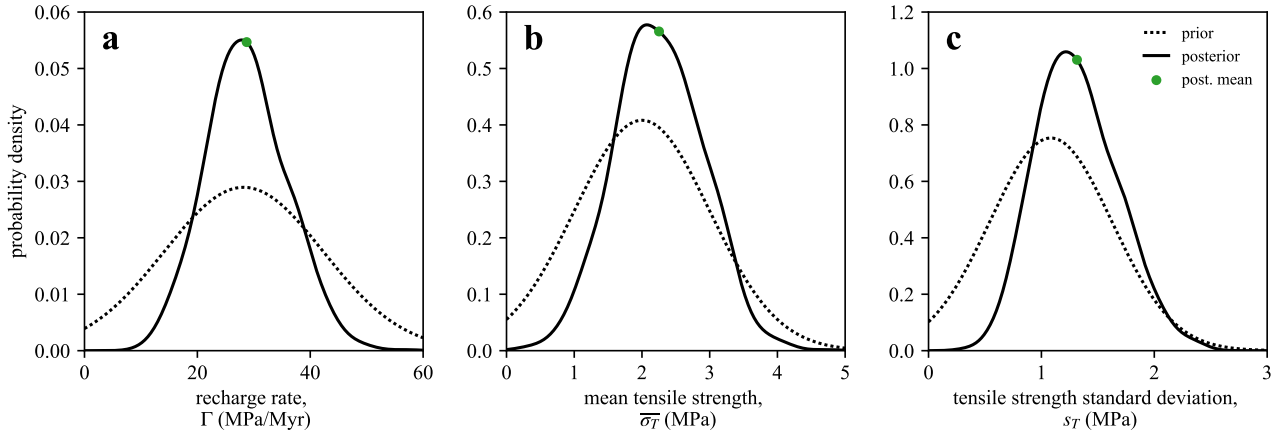 a
probability density
0.06
0.05
0.04
0.03
0.02
0.01
0.00
0 20 40 60
recharge rate,
Γ (MPa/Myr)
b
0.6
0.5
0.4
0.3
0.2
0.1
0.0
0 1 2 3 4 5
mean tensile strength,
σ̅_T̅ (MPa)
c
prior
posterior
post. mean
1.2
1.0
0.8
0.6
0.4
0.2
0.0
0 1 2 3
tensile strength standard deviation,
s_T (MPa)